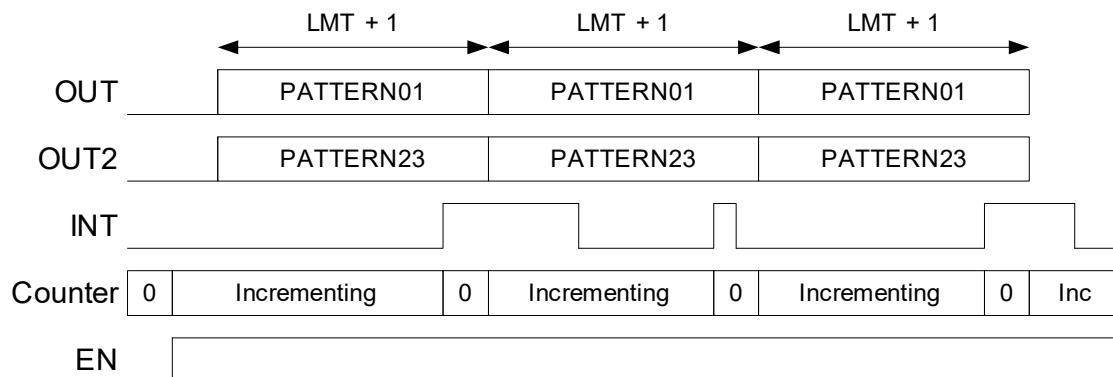 LMT + 1 LMT + 1 LMT + 1
OUT PATTERN01 PATTERN01 PATTERN01
OUT2 PATTERN23 PATTERN23 PATTERN23
INT
Counter 0 Incrementing 0 Incrementing 0 Incrementing 0 Inc
EN